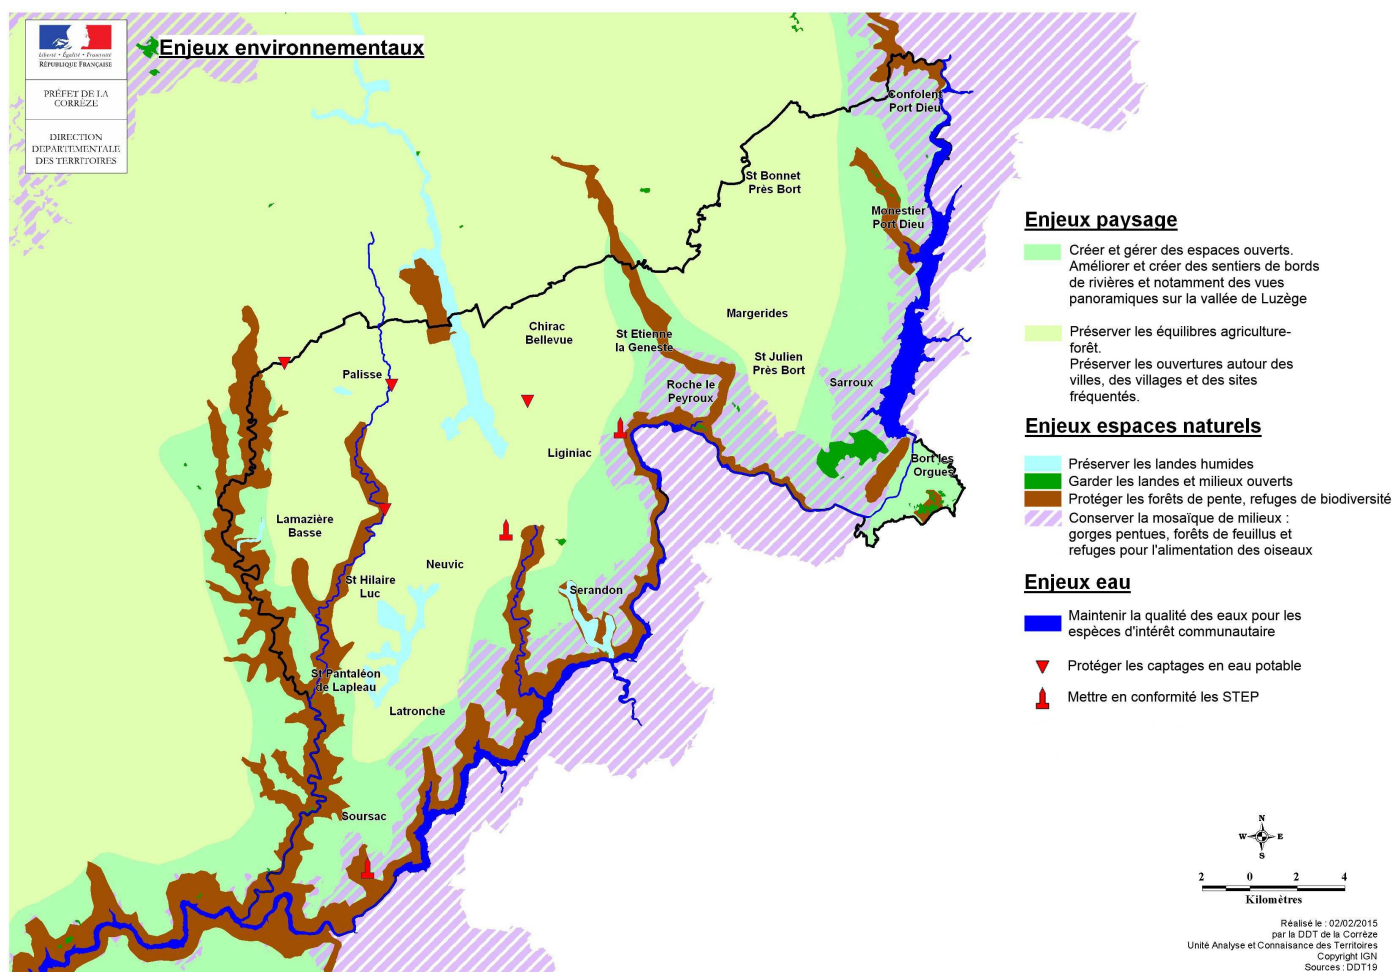 Enjeux environnementaux
Liberté • Égalité • Fraternité
RÉPUBLIQUE FRANÇAISE
PRÉFET DE LA
CORRÈZE
DIRECTION
DEPARTEMENTALE
DES TERRITOIRES
Confolent
Port Dieu
St Bonnet
Près Bort
Monestier
Port Dieu
Margerides
Chirac
Bellevue
St Etienne
la Geneste
St Julien
Près Bort
Palisse
Roche le
Peyroux
Sarroux
Liginiac
Bort les
Orgues
Lamazière
Basse
Neuvic
St Hilaire
Luc
Serandon
St Pantaléon
de Lapleau
Latronche
Soursac
Enjeux paysage
Créer et gérer des espaces ouverts.
Améliorer et créer des sentiers de bords
de rivières et notamment des vues
panoramiques sur la vallée de Luzège
Préserver les équilibres agriculture-
forêt.
Préserver les ouvertures autour des
villes, des villages et des sites
fréquentés.
Enjeux espaces naturels
Préserver les landes humides
Garder les landes et milieux ouverts
Protéger les forêts de pente, refuges de biodiversité
Conserver la mosaïque de milieux :
gorges pentues, forêts de feuillus et
refuges pour l'alimentation des oiseaux
Enjeux eau
Maintenir la qualité des eaux pour les
espèces d'intérêt communautaire
Protéger les captages en eau potable
Mettre en conformité les STEP
N
W E
S
2 0 2 4
Kilomètres
Réalisé le : 02/02/2015
par la DDT de la Corrèze
Unité Analyse et Connaisance des Territoires
Copyright IGN
Sources : DDT19